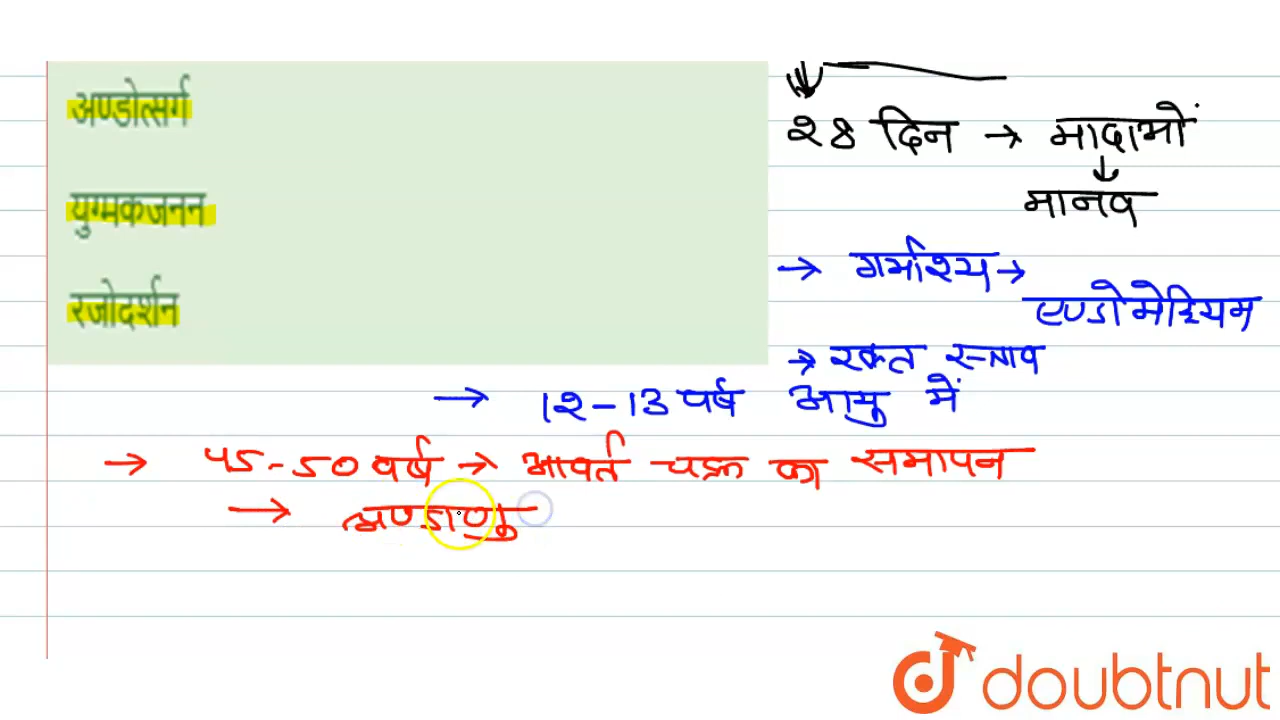 अण्डोत्सर्ग
युग्मकजनन
रजोदर्शन
28 दिन → मादाओं
↓
मानव
→ गर्भाश्य →
एण्डोमेट्रियम
→ रक्त स्त्राव
→ 12-13 वर्ष आयु में
→ 45-50 वर्ष → आवर्त चक्र का समापन
→ अण्डाणु
doubtnut